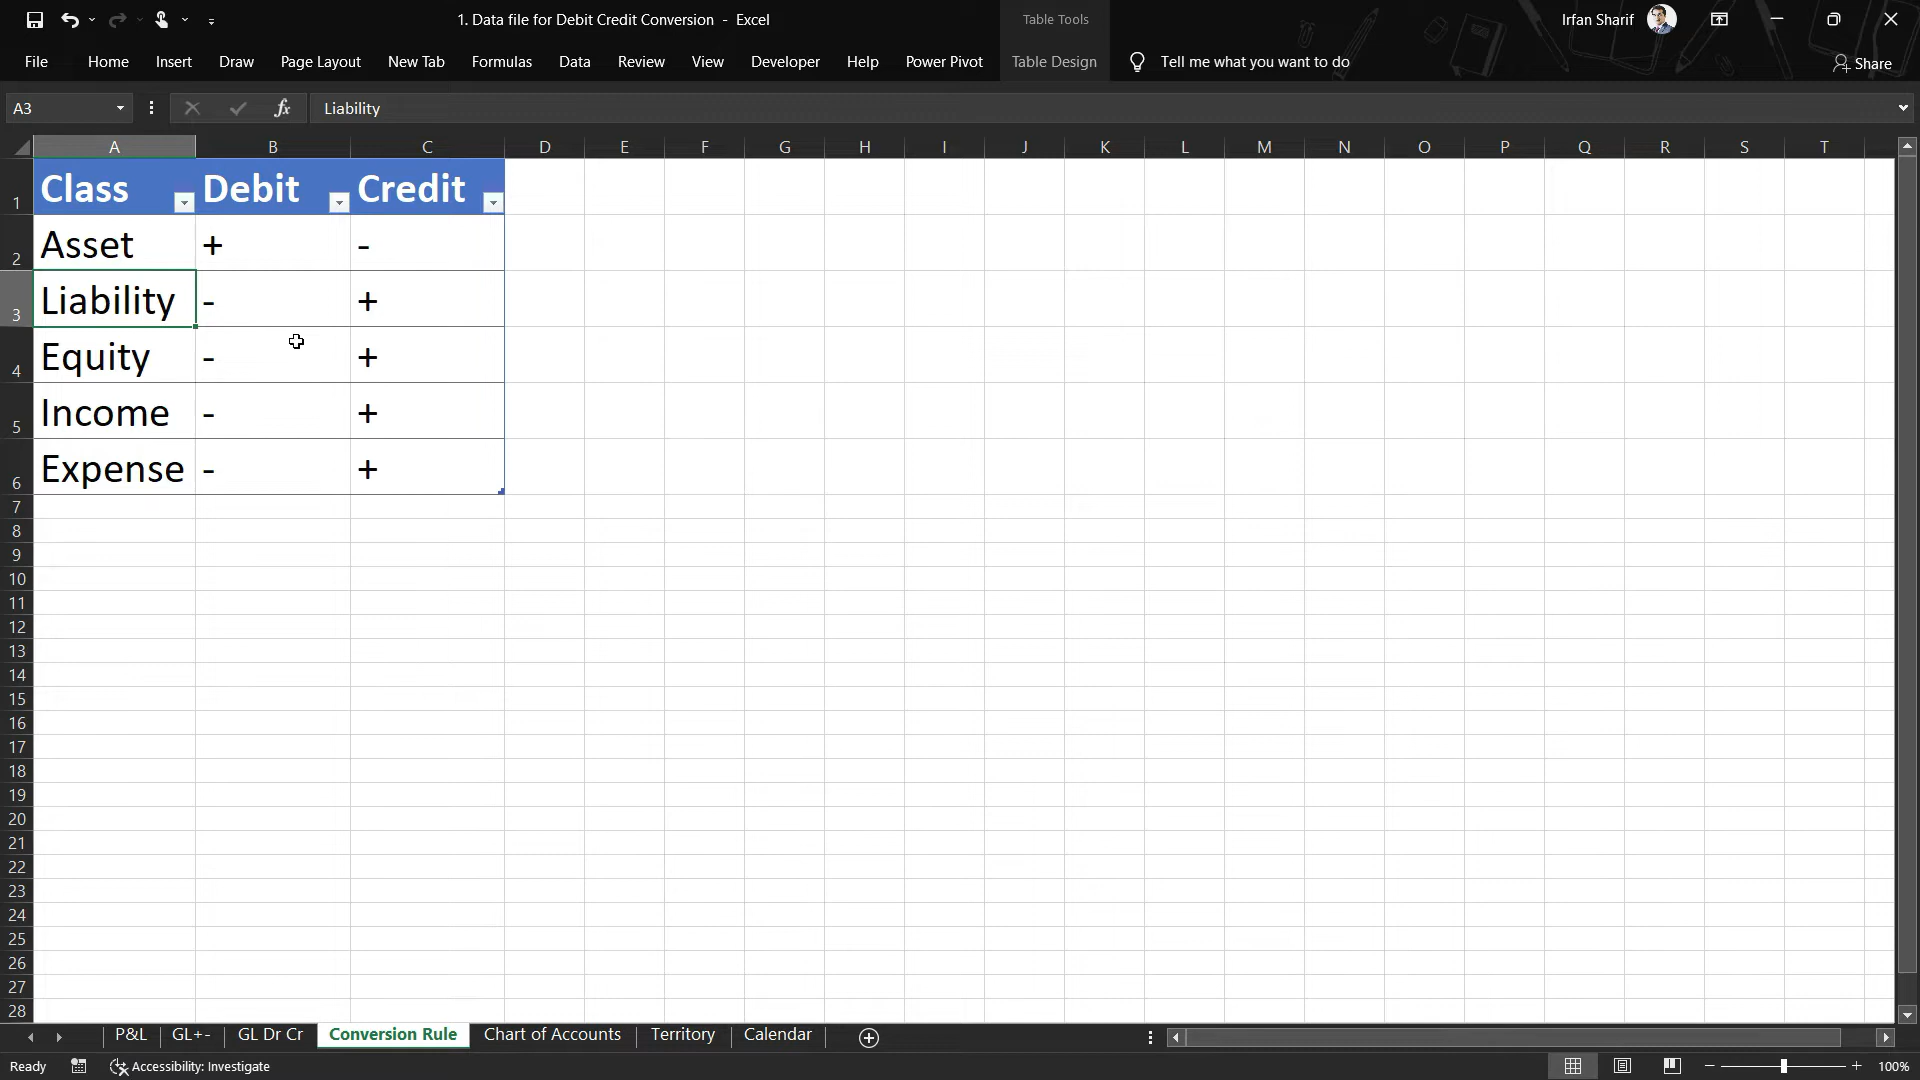 1. Data file for Debit Credit Conversion - Excel
Table Tools
Irfan Sharif
File Home Insert Draw Page Layout New Tab Formulas Data Review View Developer Help Power Pivot Table Design Tell me what you want to do Share
A3 fx Liability
A B C D E F G H I J K L M N O P Q R S T
1 Class Debit Credit
2 Asset + -
3 Liability - +
4 Equity - +
5 Income - +
6 Expense - +
7
8
9
10
11
12
13
14
15
16
17
18
19
20
21
22
23
24
25
26
27
28
P&L GL+- GL Dr Cr Conversion Rule Chart of Accounts Territory Calendar
Ready Accessibility: Investigate 100%